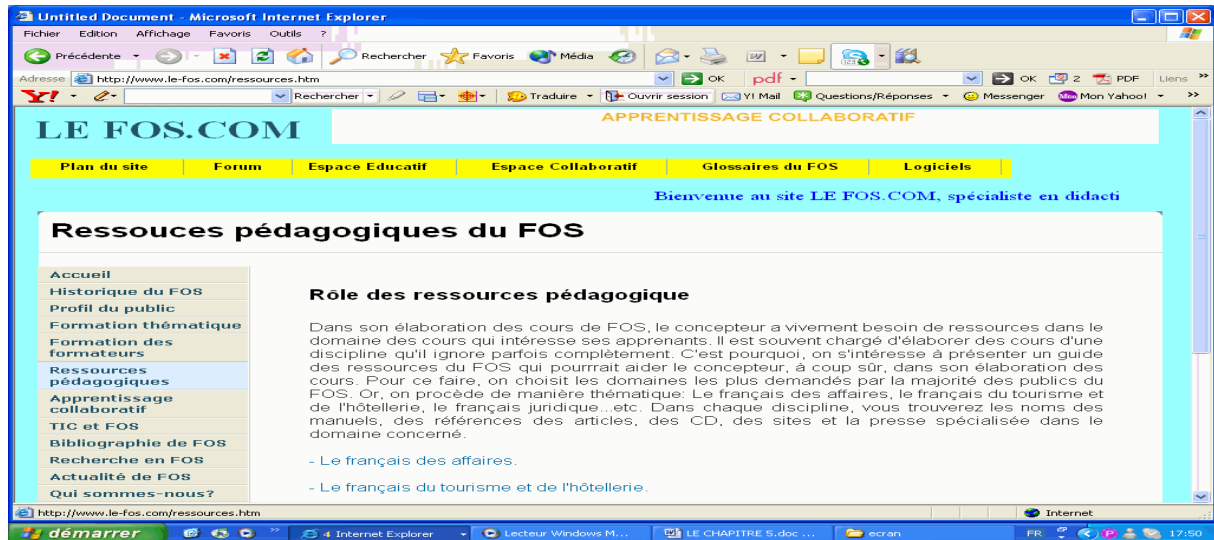 Untitled Document - Microsoft Internet Explorer
Fichier Edition Affichage Favoris Outils ?
Précédente Rechercher Favoris Média
Adresse http://www.le-fos.com/ressources.htm OK pdf OK 2 PDF Liens »
Y! Rechercher Traduire Ouvrir session Y! Mail Questions/Réponses Messenger Mon Yahoo! »
LE FOS.COM
APPRENTISSAGE COLLABORATIF
Plan du site Forum Espace Educatif Espace Collaboratif Glossaires du FOS Logiciels
Bienvenue au site LE FOS.COM, spécialiste en didacti
Ressouces pédagogiques du FOS
Accueil
Historique du FOS
Profil du public
Formation thématique
Formation des
formateurs
Ressources
pédagogiques
Apprentissage
collaboratif
TIC et FOS
Bibliographie de FOS
Recherche en FOS
Actualité de FOS
Qui sommes-nous?
Rôle des ressources pédagogique
Dans son élaboration des cours de FOS, le concepteur a vivement besoin de ressources dans le
domaine des cours qui intéresse ses apprenants. Il est souvent chargé d'élaborer des cours d'une
discipline qu'il ignore parfois complètement. C'est pourquoi, on s'intéresse à présenter un guide
des ressources du FOS qui pourrrait aider le concepteur, à coup sûr, dans son élaboration des
cours. Pour ce faire, on choisit les domaines les plus demandés par la majorité des publics du
FOS. Or, on procède de manière thématique: Le français des affaires, le français du tourisme et
de l'hôtellerie, le français juridique...etc. Dans chaque discipline, vous trouverez les noms des
manuels, des références des articles, des CD, des sites et la presse spécialisée dans le
domaine concerné.
- Le français des affaires.
- Le français du tourisme et de l'hôtellerie.
http://www.le-fos.com/ressources.htm Internet
démarrer » 4 Internet Explorer Lecteur Windows M... LE CHAPITRE 5.doc ... ecran FR 17:50